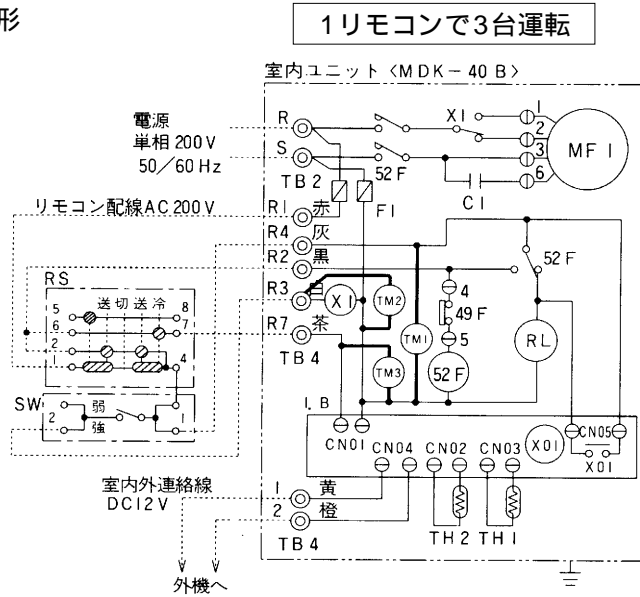 形
1リモコンで3台運転
室内ユニット〈MDK-40B〉
電源
単相200V
50/60Hz
R
S
TB2
52F
X1
1
2
3
6
MF1
C1
F1
リモコン配線AC200V
R1 赤
R4 灰
R2 黒
R3 白
R7 茶
TB4
X1
TM2
TM1
TM3
4
49F
5
52F
52F
RL
RS
送 切 送 冷
5 8
6 7
2 4
SW
2 弱 1
強
I.B
CN01
CN04 CN02 CN03
X01
CN05
X01
室内外連絡線
DC12V
1 黄
2 橙
TB4
TH2 TH1
外機へ